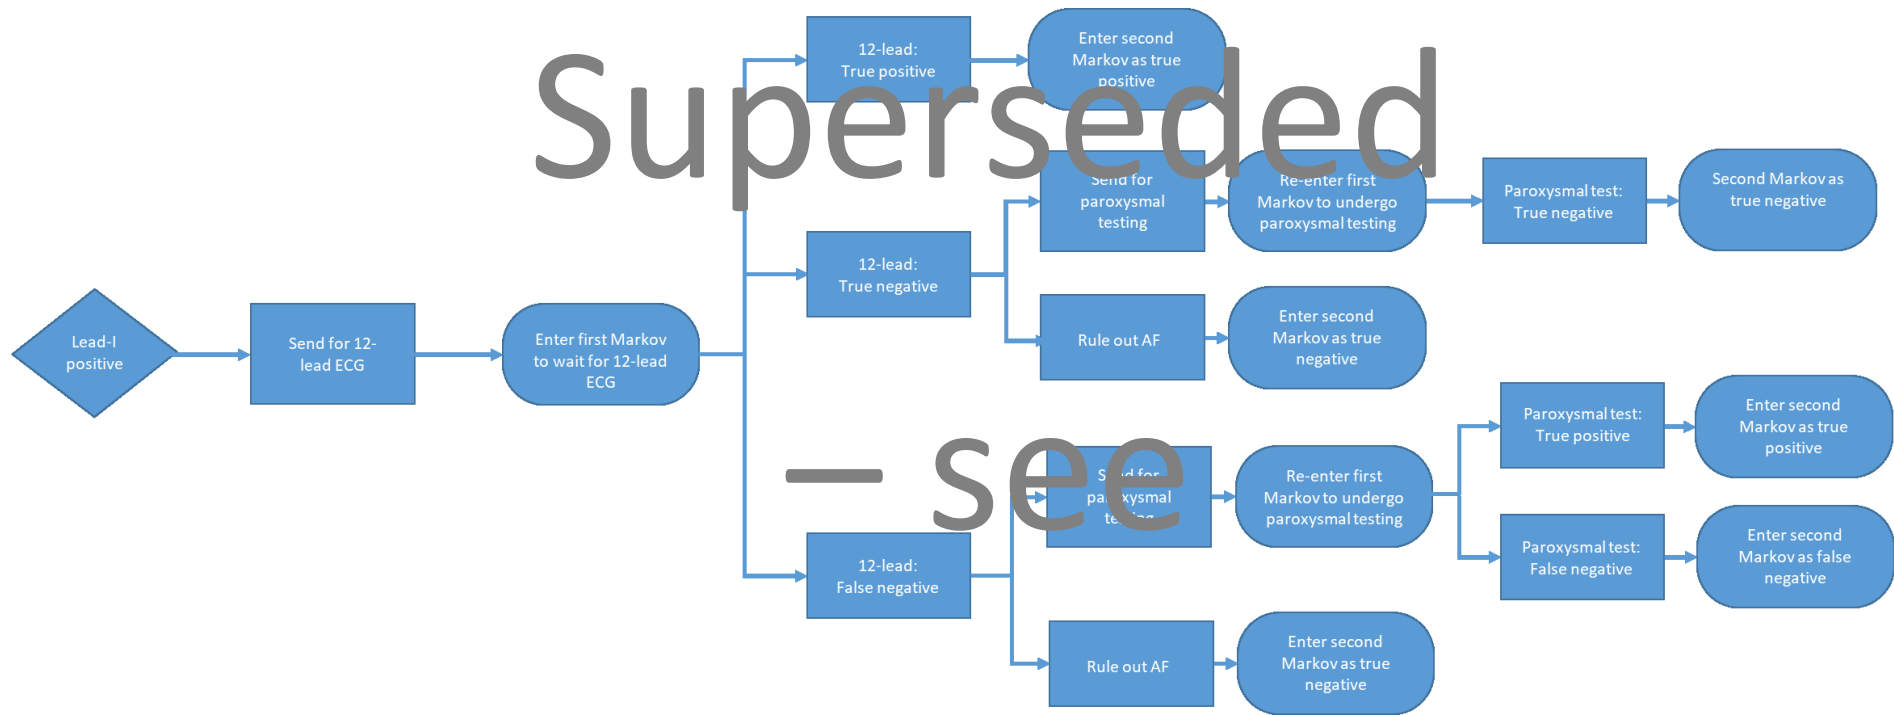 Lead-I
positive
Send for 12-
lead ECG
Enter first Markov
to wait for 12-lead
ECG
12-lead:
True positive
Enter second
Markov as true
positive
Superseded
12-lead:
True negative
Send for
paroxysmal
testing
Re-enter first
Markov to undergo
paroxysmal testing
Paroxysmal test:
True negative
Second Markov as
true negative
Rule out AF
Enter second
Markov as true
negative
– see
12-lead:
False negative
Send for
paroxysmal
testing
Re-enter first
Markov to undergo
paroxysmal testing
Paroxysmal test:
True positive
Enter second
Markov as true
positive
Paroxysmal test:
False negative
Enter second
Markov as false
negative
Rule out AF
Enter second
Markov as true
negative